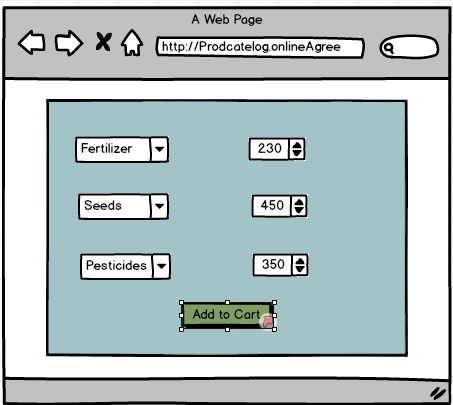 A Web Page
http://Prodcatelog.onlineAgree
Fertilizer 230
Seeds 450
Pesticides 350
Add to Cart